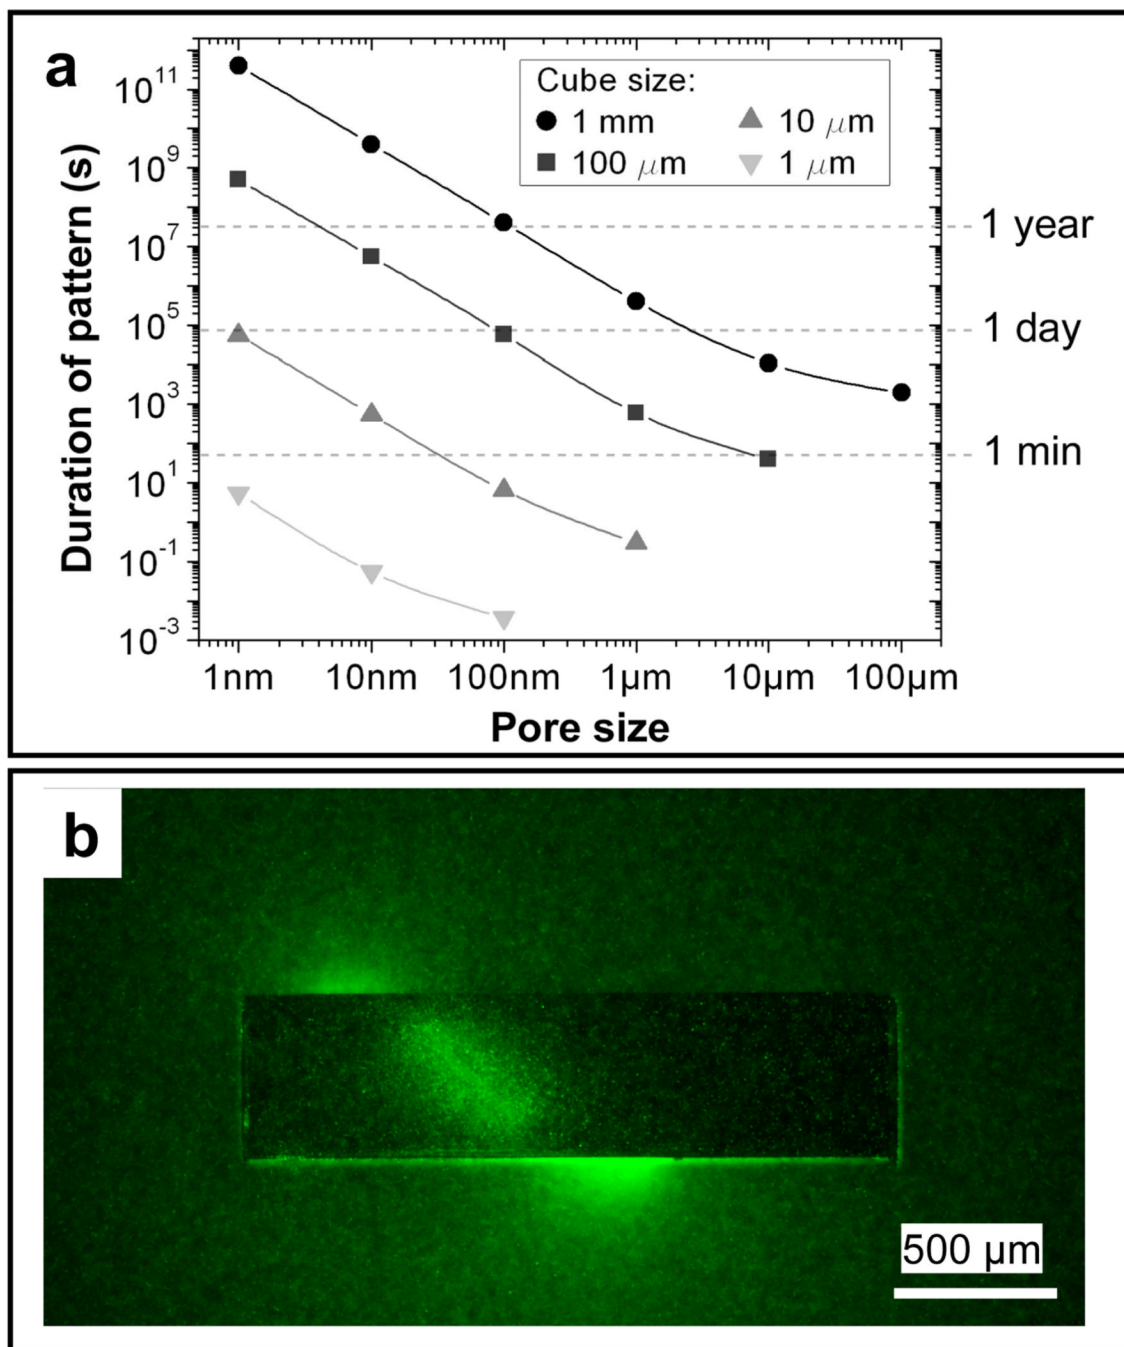 a
Cube size:
1 mm
10 μm
100 μm
1 μm
Duration of pattern (s)
10^11
10^9
10^7
10^5
10^3
10^1
10^-1
10^-3
1 year
1 day
1 min
1nm 10nm 100nm 1µm 10µm 100µm
Pore size
b
500 µm